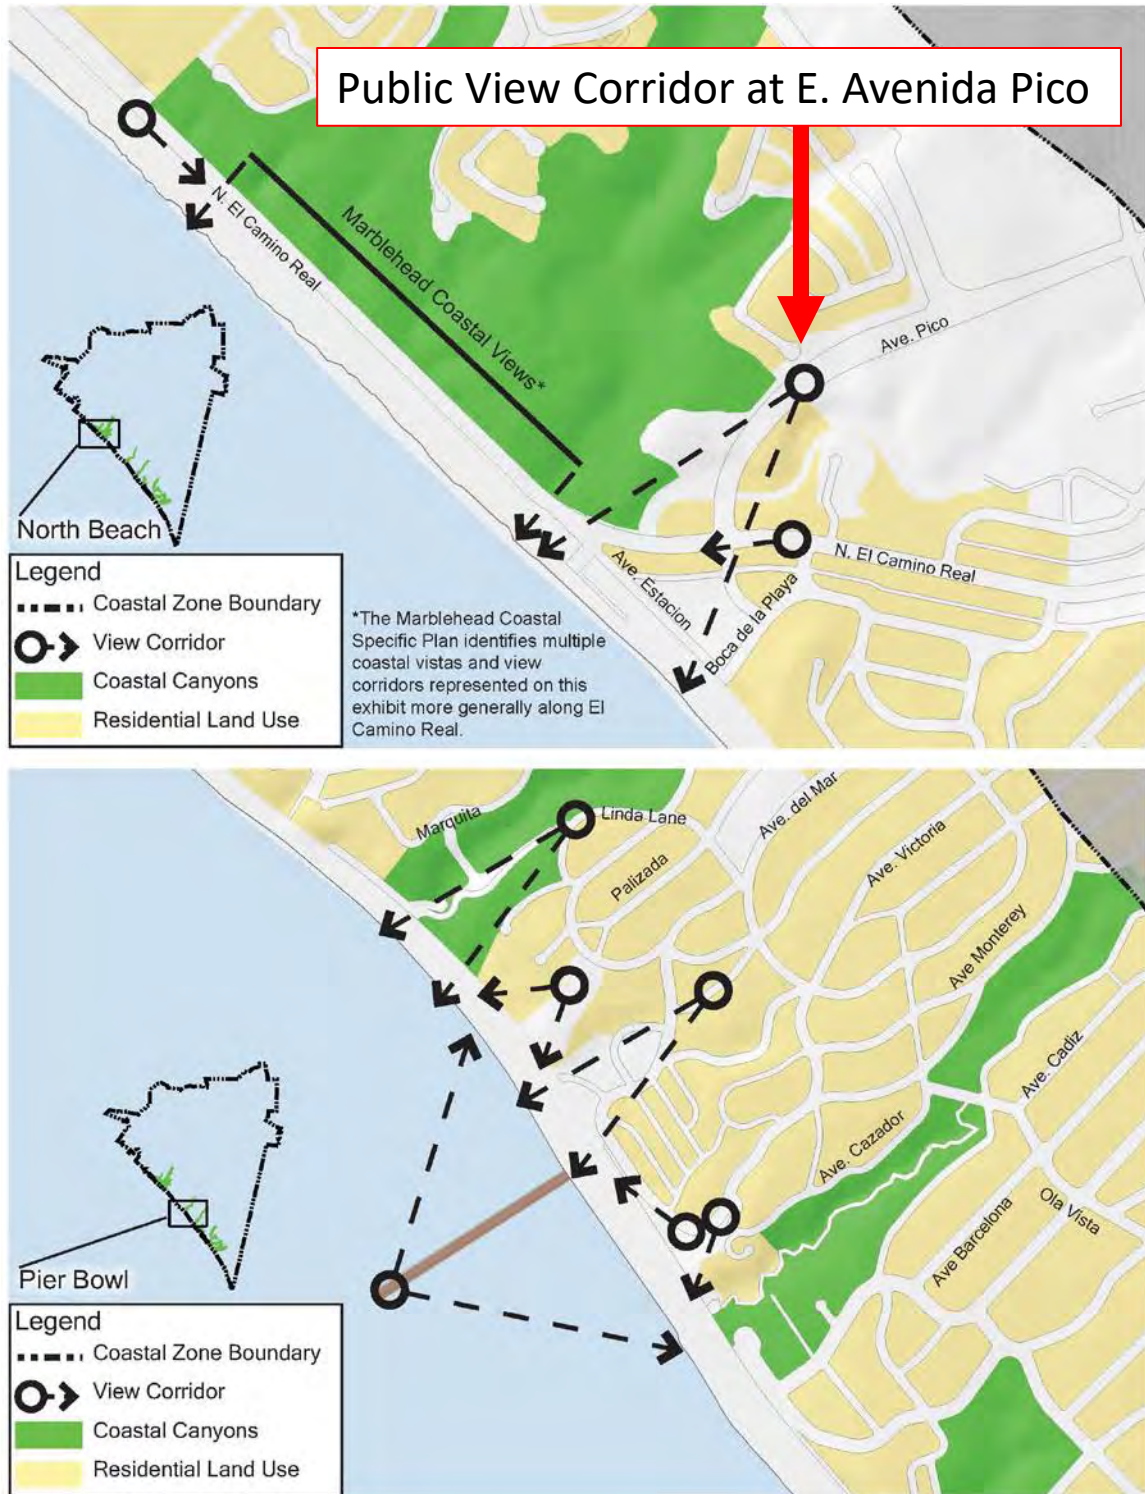 Public View Corridor at E. Avenida Pico
N. El Camino Real
Marblehead Coastal Views*
Ave. Pico
N. El Camino Real
Ave. Estacion
Boca de la Playa
North Beach
Legend
Coastal Zone Boundary
View Corridor
Coastal Canyons
Residential Land Use
*The Marblehead Coastal
Specific Plan identifies multiple
coastal vistas and view
corridors represented on this
exhibit more generally along El
Camino Real.
Marquita
Linda Lane
Palizada
Ave. del Mar
Ave. Victoria
Ave Monterey
Ave. Cadiz
Ave. Cazador
Ola Vista
Ave Barcelona
Pier Bowl
Legend
Coastal Zone Boundary
View Corridor
Coastal Canyons
Residential Land Use